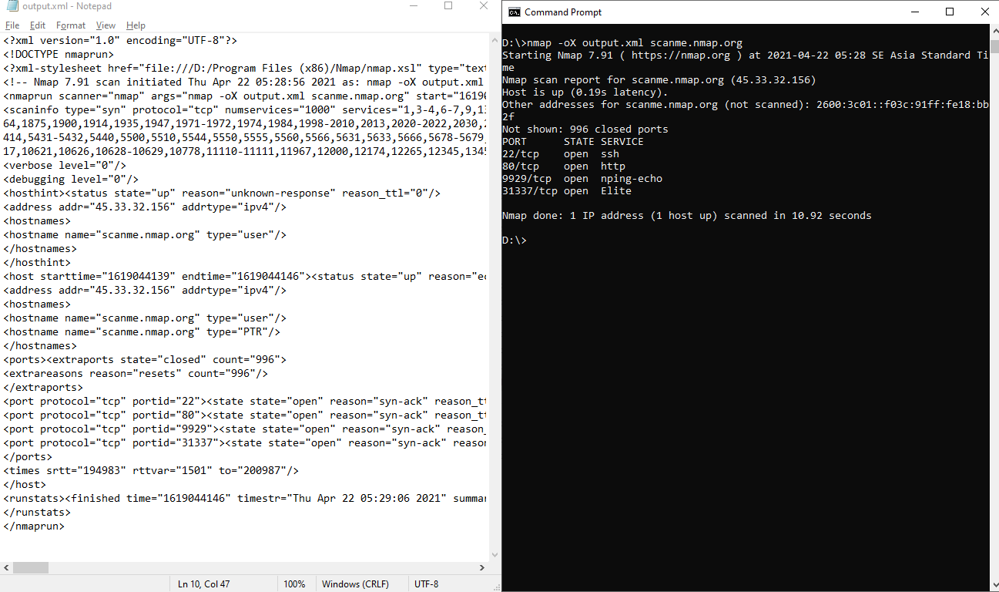 output.xml - Notepad
File Edit Format View Help
<?xml version="1.0" encoding="UTF-8"?>
<!DOCTYPE nmaprun>
<?xml-stylesheet href="file:///D:/Program Files (x86)/Nmap/nmap.xsl" type="text
<!-- Nmap 7.91 scan initiated Thu Apr 22 05:28:56 2021 as: nmap -oX output.xml
<nmaprun scanner="nmap" args="nmap -oX output.xml scanme.nmap.org" start="1619
<scaninfo type="syn" protocol="tcp" numservices="1000" services="1,3-4,6-7,9,13
64,1875,1900,1914,1935,1947,1971-1972,1974,1984,1998-2010,2013,2020-2022,2030,
414,5431-5432,5440,5500,5510,5544,5550,5555,5560,5566,5631,5633,5666,5678-5679
17,10621,10626,10628-10629,10778,11110-11111,11967,12000,12174,12265,12345,1345
<verbose level="0"/>
<debugging level="0"/>
<hosthint><status state="up" reason="unknown-response" reason_ttl="0"/>
<address addr="45.33.32.156" addrtype="ipv4"/>
<hostnames>
<hostname name="scanme.nmap.org" type="user"/>
</hostnames>
</hosthint>
<host starttime="1619044139" endtime="1619044146"><status state="up" reason="ec
<address addr="45.33.32.156" addrtype="ipv4"/>
<hostnames>
<hostname name="scanme.nmap.org" type="user"/>
<hostname name="scanme.nmap.org" type="PTR"/>
</hostnames>
<ports><extraports state="closed" count="996">
<extrareasons reason="resets" count="996"/>
</extraports>
<port protocol="tcp" portid="22"><state state="open" reason="syn-ack" reason_tt
<port protocol="tcp" portid="80"><state state="open" reason="syn-ack" reason_tt
<port protocol="tcp" portid="9929"><state state="open" reason="syn-ack" reason_
<port protocol="tcp" portid="31337"><state state="open" reason="syn-ack" reason
</ports>
<times srtt="194983" rttvar="1501" to="200987"/>
</host>
<runstats><finished time="1619044146" timestr="Thu Apr 22 05:29:06 2021" summar
</runstats>
</nmaprun>
Ln 10, Col 47 100% Windows (CRLF) UTF-8
Command Prompt
D:\>nmap -oX output.xml scanme.nmap.org
Starting Nmap 7.91 ( https://nmap.org ) at 2021-04-22 05:28 SE Asia Standard Ti
me
Nmap scan report for scanme.nmap.org (45.33.32.156)
Host is up (0.19s latency).
Other addresses for scanme.nmap.org (not scanned): 2600:3c01::f03c:91ff:fe18:bb
2f
Not shown: 996 closed ports
PORT STATE SERVICE
22/tcp open ssh
80/tcp open http
9929/tcp open nping-echo
31337/tcp open Elite
Nmap done: 1 IP address (1 host up) scanned in 10.92 seconds
D:\>